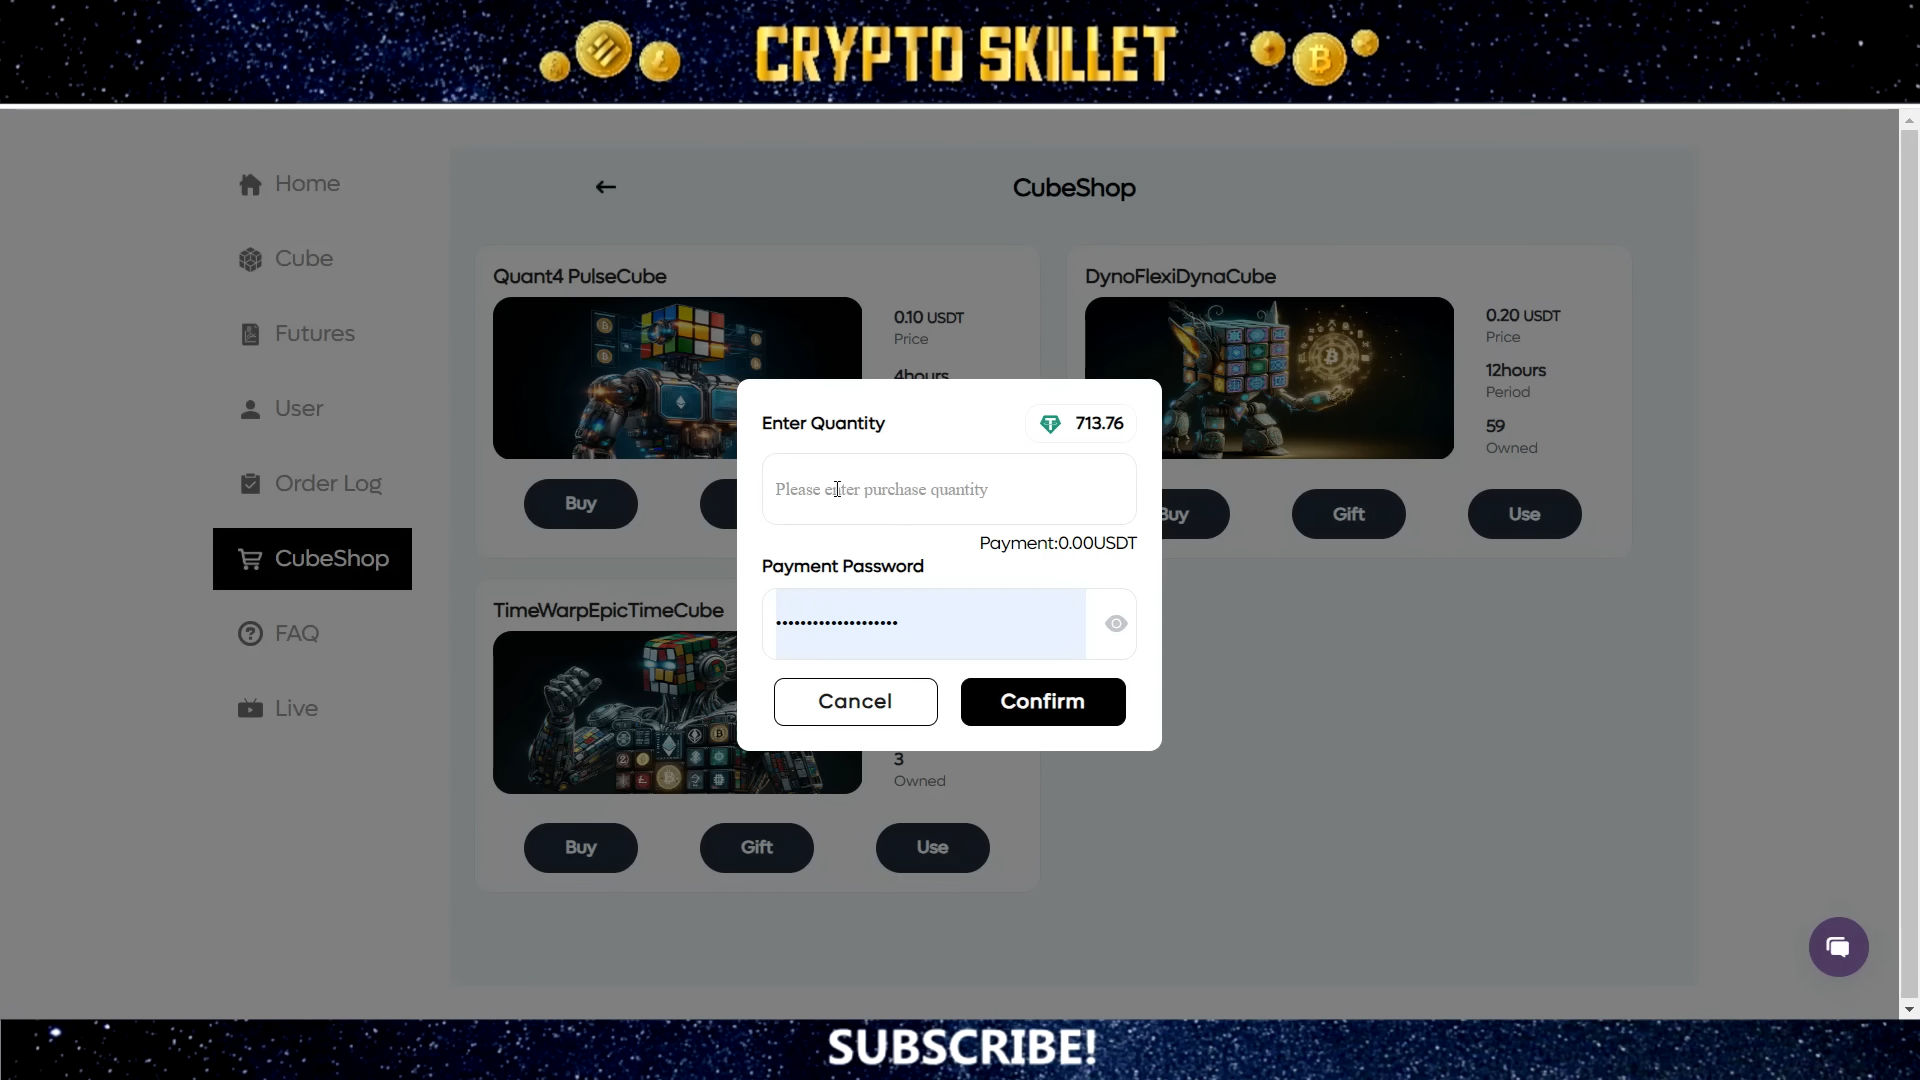 CRYPTO SKILLET
Home
Cube
Futures
User
Order Log
CubeShop
FAQ
Live
CubeShop
Quant4 PulseCube
0.10 USDT
Price
4hours
Buy
DynoFlexiDynaCube
0.20 USDT
Price
12hours
Period
59
Owned
Buy
Gift
Use
TimeWarpEpicTimeCube
3
Owned
Buy
Gift
Use
Enter Quantity
713.76
Please enter purchase quantity
Payment:0.00USDT
Payment Password
••••••••••••••••••••
Cancel
Confirm
SUBSCRIBE!